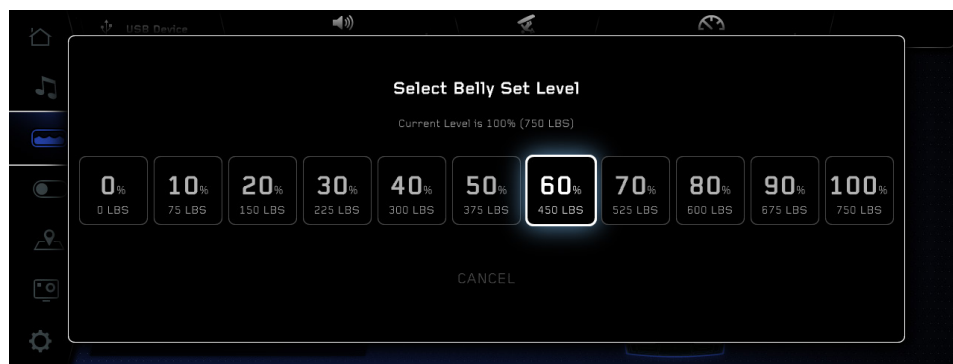 USB Device
Select Belly Set Level
Current Level is 100% (750 LBS)
0% 10% 20% 30% 40% 50% 60% 70% 80% 90% 100%
0 LBS 75 LBS 150 LBS 225 LBS 300 LBS 375 LBS 450 LBS 525 LBS 600 LBS 675 LBS 750 LBS
CANCEL